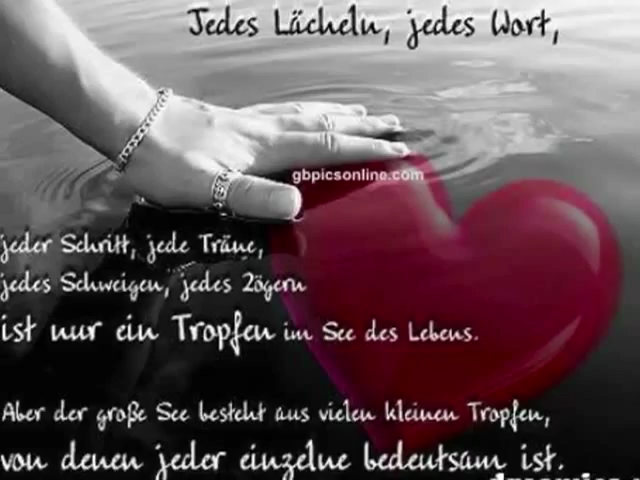 Jedes Lächeln, jedes Wort,
gbpicsonline.com
jeder Schritt, jede Träne,
jedes Schweigen, jedes Zögern
ist nur ein Tropfen im See des Lebens.
Aber der große See besteht aus vielen kleinen Tropfen,
von denen jeder einzelne bedeutsam ist.